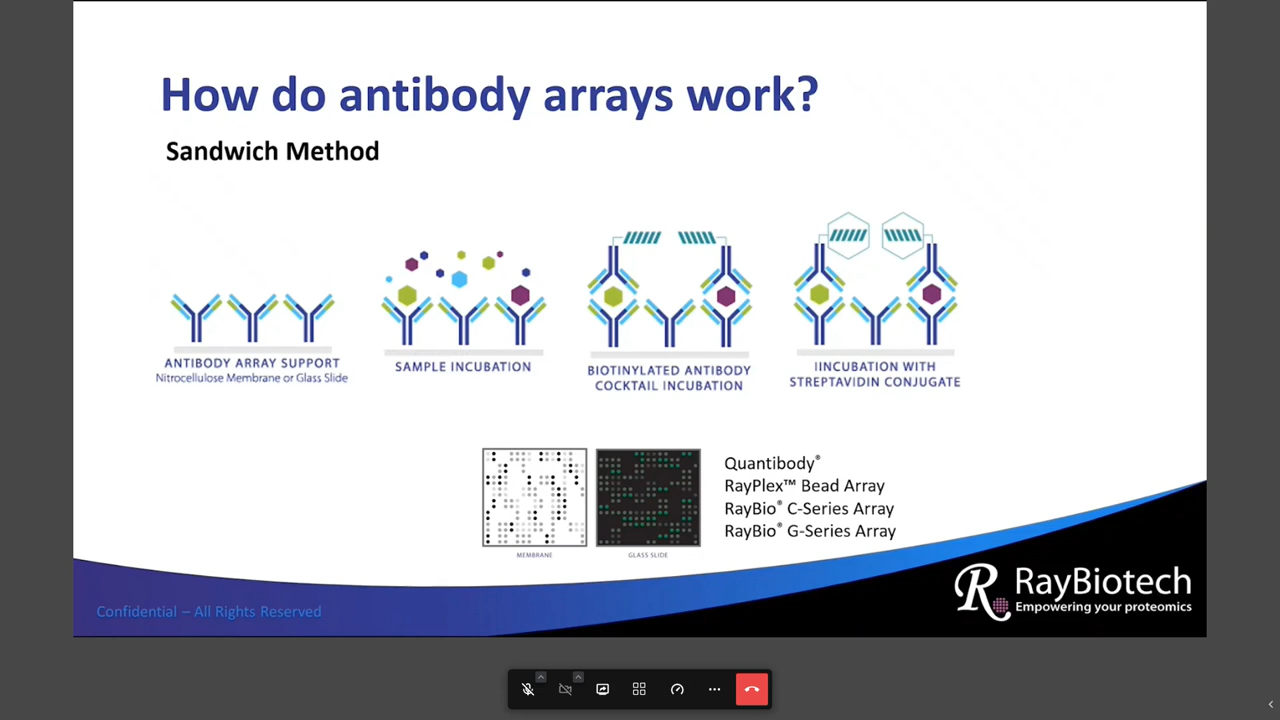 How do antibody arrays work?
Sandwich Method
ANTIBODY ARRAY SUPPORT
Nitrocellulose Membrane or Glass Slide
SAMPLE INCUBATION
BIOTINYLATED ANTIBODY
COCKTAIL INCUBATION
IINCUBATION WITH
STREPTAVIDIN CONJUGATE
MEMBRANE
GLASS SLIDE
Quantibody®
RayPlex™ Bead Array
RayBio® C-Series Array
RayBio® G-Series Array
Confidential – All Rights Reserved
R
RayBiotech
Empowering your proteomics